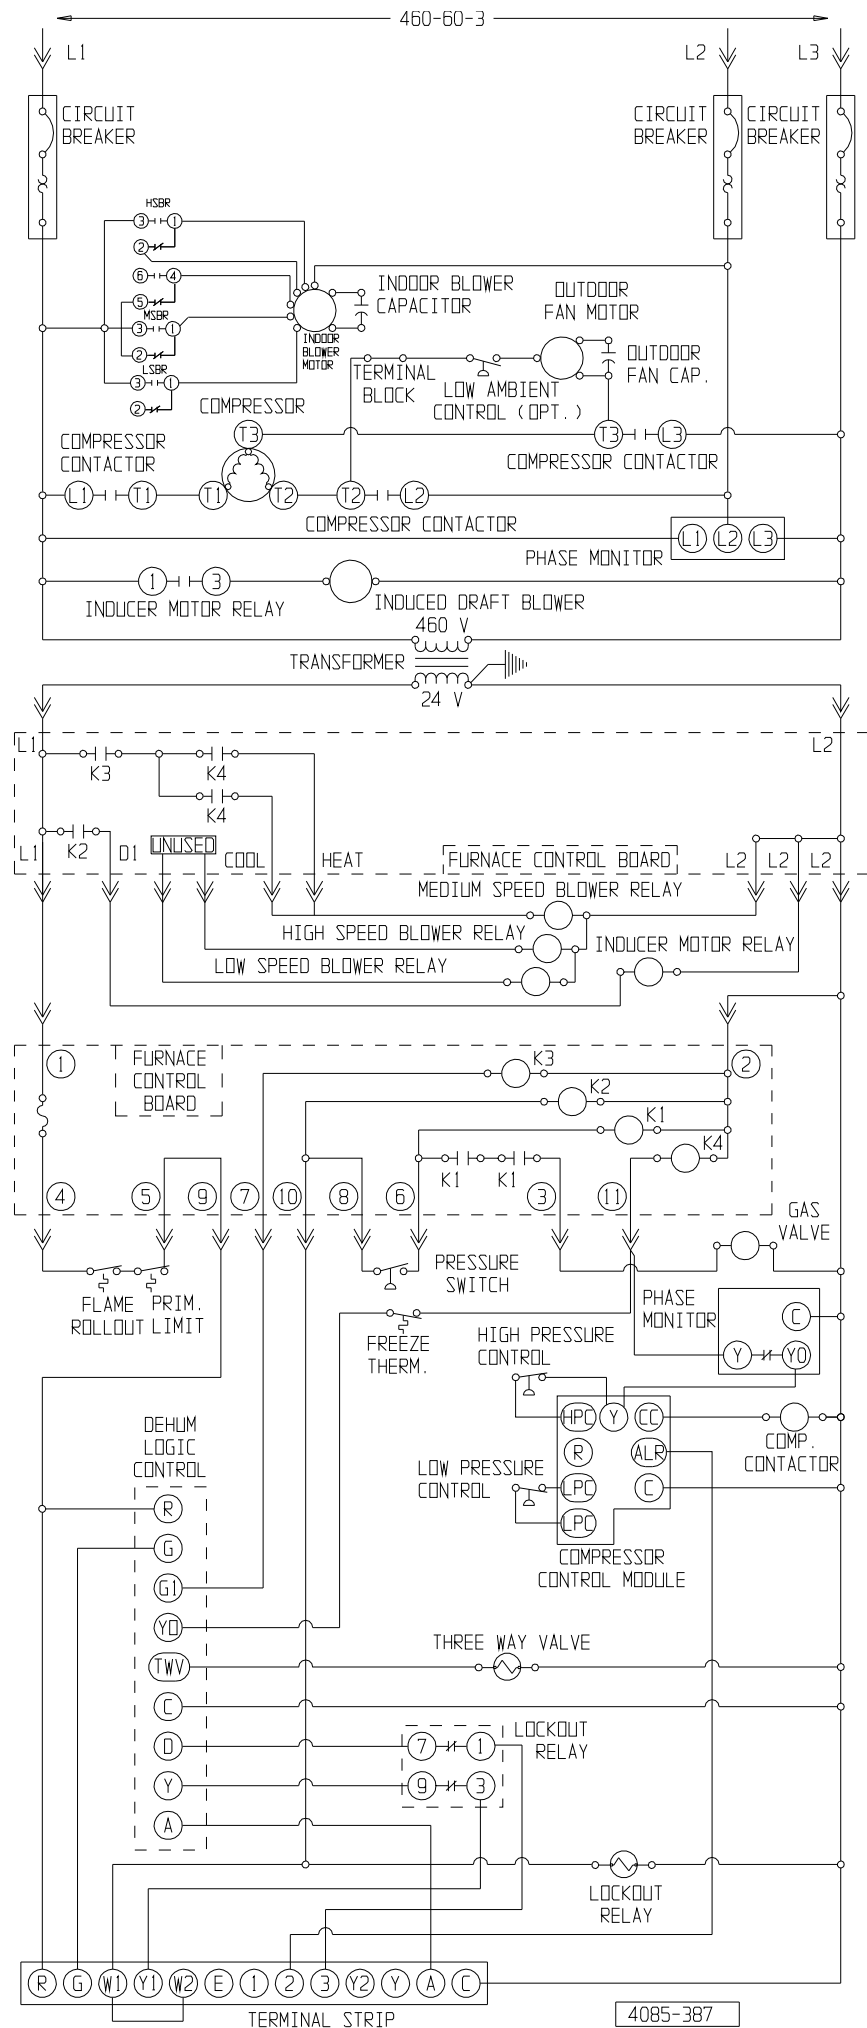 460-60-3
L1
L2
L3
CIRCUIT
BREAKER
CIRCUIT
BREAKER
CIRCUIT
BREAKER
HSBR
3 1
2
6 4
5
MSBR
3 1
2
LSBR
3 1
2
INDOOR
BLOWER
MOTOR
INDOOR BLOWER
CAPACITOR
OUTDOOR
FAN MOTOR
OUTDOOR
FAN CAP.
TERMINAL
BLOCK
LOW AMBIENT
CONTROL (OPT.)
COMPRESSOR
T3
T3 L3
COMPRESSOR CONTACTOR
COMPRESSOR
CONTACTOR
L1 T1 T1 T2 T2 L2
COMPRESSOR CONTACTOR
L1 L2 L3
PHASE MONITOR
1 3
INDUCER MOTOR RELAY
INDUCED DRAFT BLOWER
460 V
TRANSFORMER
24 V
L1
L2
K3
K4
K4
K2
L1
D1
UNUSED
COOL
HEAT
FURNACE CONTROL BOARD
L2 L2 L2
MEDIUM SPEED BLOWER RELAY
HIGH SPEED BLOWER RELAY
INDUCER MOTOR RELAY
LOW SPEED BLOWER RELAY
1
FURNACE
CONTROL
BOARD
2
K3
K2
K1
K4
K1 K1
4 5 9 7 10 8 6 3 11
GAS
VALVE
FLAME
ROLLOUT
PRIM.
LIMIT
PRESSURE
SWITCH
FREEZE
THERM.
PHASE
MONITOR
C
Y YO
HIGH PRESSURE
CONTROL
HPC Y CC
R ALR
LPC C
LPC
COMP.
CONTACTOR
LOW PRESSURE
CONTROL
COMPRESSOR
CONTROL MODULE
DEHUM
LOGIC
CONTROL
R
G
G1
YO
TWV
C
D
Y
A
THREE WAY VALVE
7 1
9 3
LOCKOUT
RELAY
LOCKOUT
RELAY
R G W1 Y1 W2 E 1 2 3 Y2 Y A C
TERMINAL STRIP
4085-387